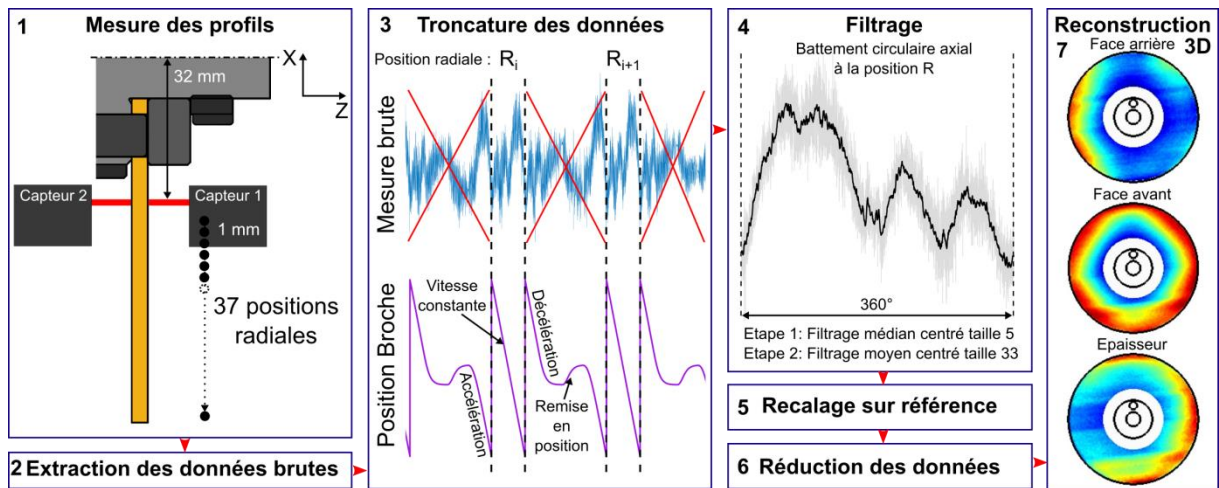 1 Mesure des profils
X
Z
32 mm
Capteur 2
Capteur 1
1 mm
37 positions
radiales
2 Extraction des données brutes
3 Troncature des données
Position radiale : Ri Ri+1
Mesure brute
Position Broche
Vitesse
constante
Décélération
Accélération
Remise
en
position
4 Filtrage
Battement circulaire axial
à la position R
360°
Etape 1: Filtrage médian centré taille 5
Etape 2: Filtrage moyen centré taille 33
5 Recalage sur référence
6 Réduction des données
Reconstruction
7 Face arrière 3D
Face avant
Epaisseur